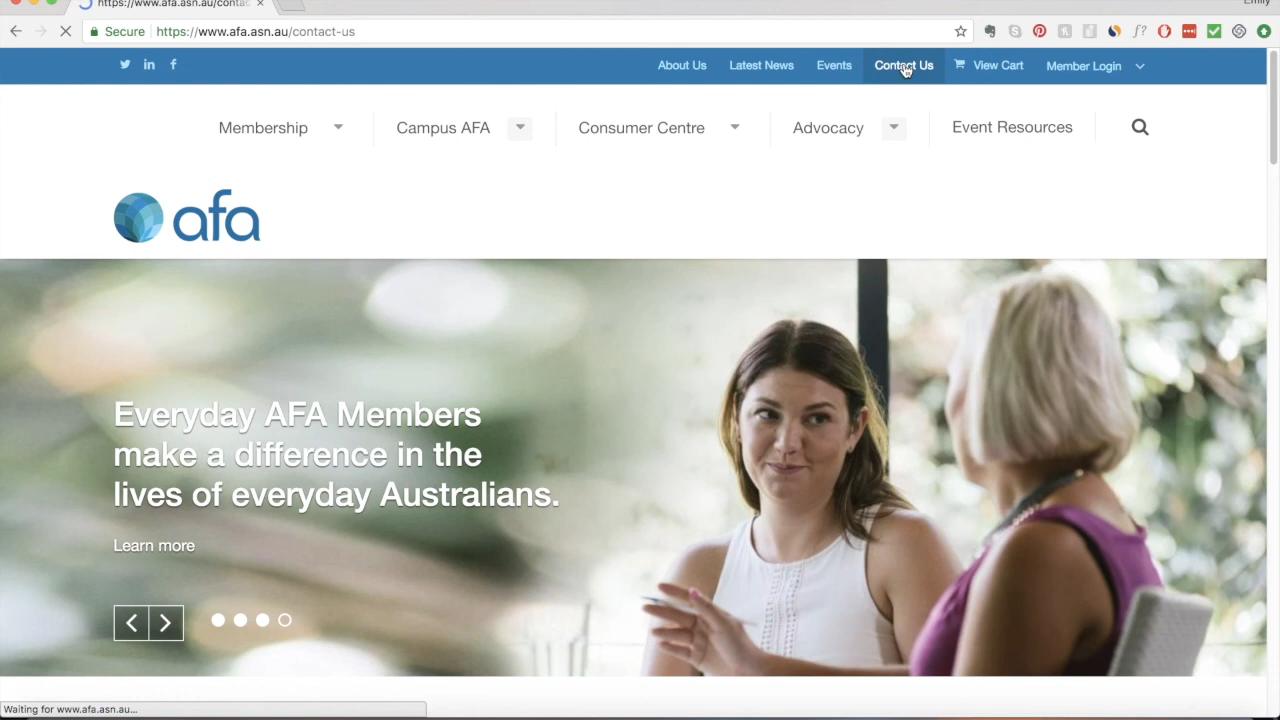 https://www.afa.asn.au/contac ×
Emily
Secure https://www.afa.asn.au/contact-us
f?
About Us Latest News Events Contact Us View Cart Member Login
Membership Campus AFA Consumer Centre Advocacy Event Resources
afa
Everyday AFA Members
make a difference in the
lives of everyday Australians.
Learn more
Waiting for www.afa.asn.au...